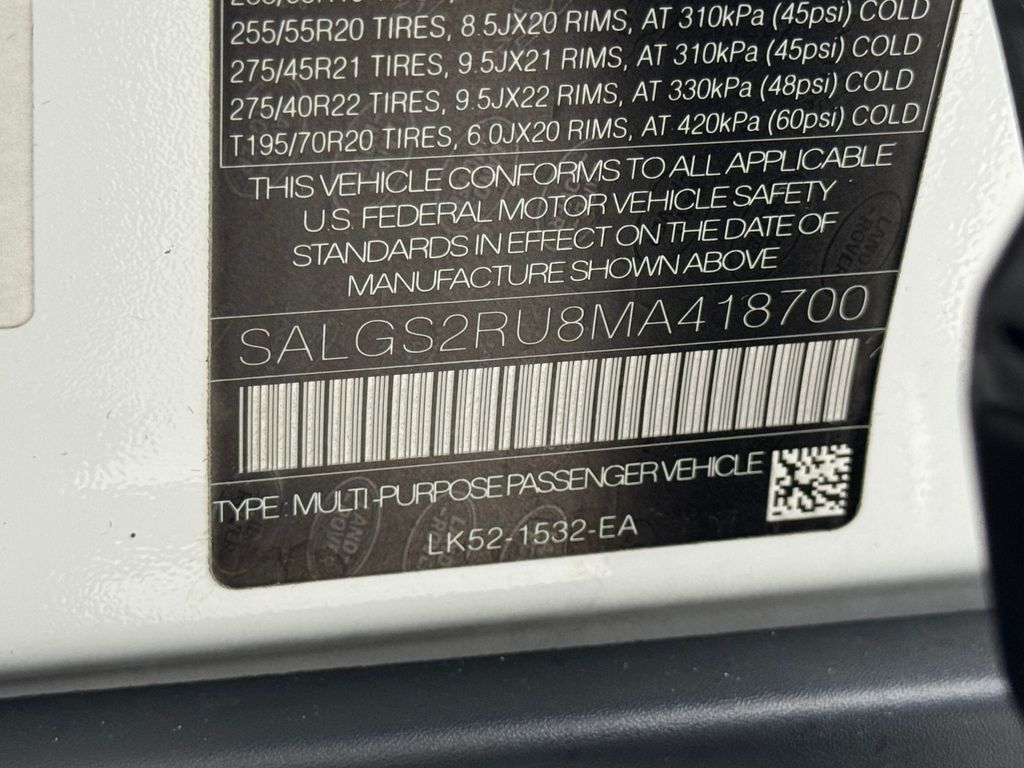 255/55R20 TIRES, 8.5JX20 RIMS, AT 310kPa (45psi) COLD
275/45R21 TIRES, 9.5JX21 RIMS, AT 310kPa (45psi) COLD
275/40R22 TIRES, 9.5JX22 RIMS, AT 330kPa (48psi) COLD
T195/70R20 TIRES, 6.0JX20 RIMS, AT 420kPa (60psi) COLD
THIS VEHICLE CONFORMS TO ALL APPLICABLE
U.S. FEDERAL MOTOR VEHICLE SAFETY
STANDARDS IN EFFECT ON THE DATE OF
MANUFACTURE SHOWN ABOVE
LAND
ROVER
SALGS2RU8MA418700
TYPE : MULTI-PURPOSE PASSENGER VEHICLE
LK52-1532-EA